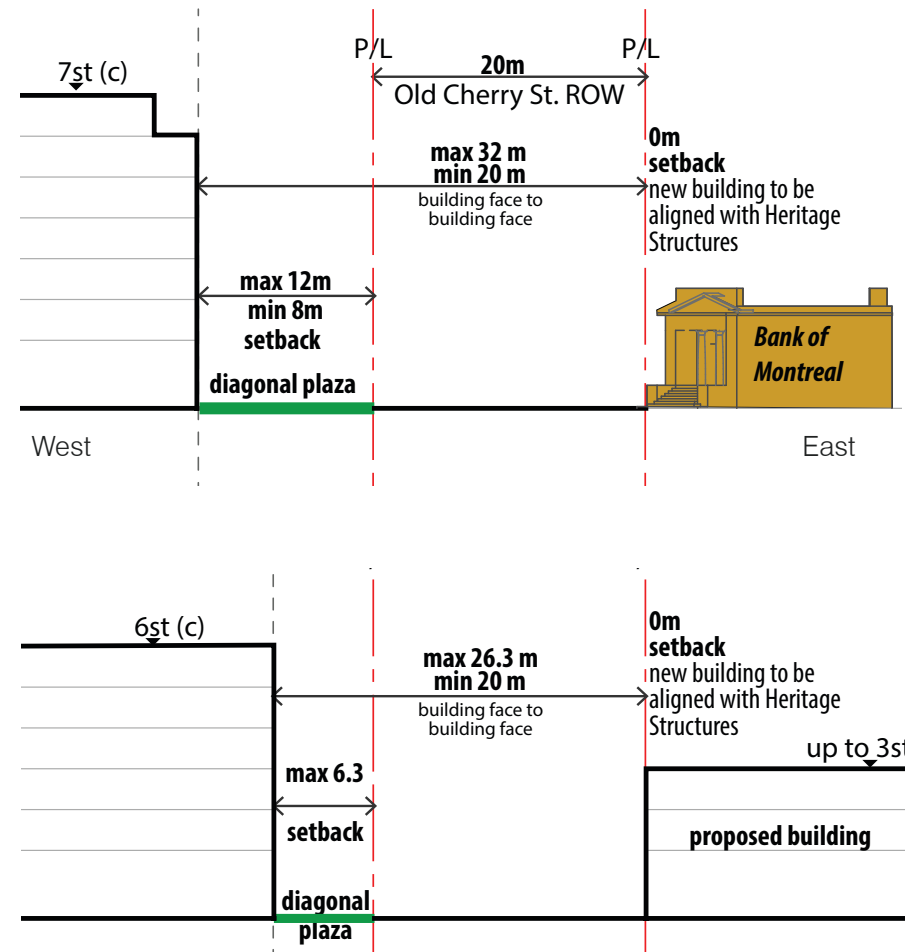 P/L
P/L
7st (c)
20m
Old Cherry St. ROW
0m
setback
new building to be
aligned with Heritage
Structures
max 32 m
min 20 m
building face to
building face
max 12m
min 8m
setback
diagonal plaza
Bank of
Montreal
West
East
6st (c)
0m
setback
new building to be
aligned with Heritage
Structures
max 26.3 m
min 20 m
building face to
building face
up to 3st
max 6.3
setback
proposed building
diagonal
plaza